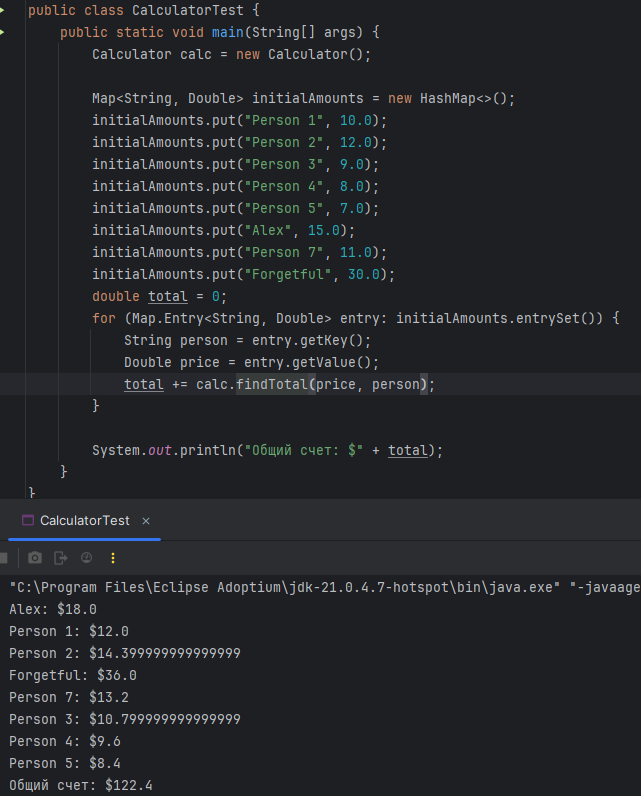 public class CalculatorTest {
public static void main(String[] args) {
Calculator calc = new Calculator();
Map<String, Double> initialAmounts = new HashMap<>();
initialAmounts.put("Person 1", 10.0);
initialAmounts.put("Person 2", 12.0);
initialAmounts.put("Person 3", 9.0);
initialAmounts.put("Person 4", 8.0);
initialAmounts.put("Person 5", 7.0);
initialAmounts.put("Alex", 15.0);
initialAmounts.put("Person 7", 11.0);
initialAmounts.put("Forgetful", 30.0);
double total = 0;
for (Map.Entry<String, Double> entry: initialAmounts.entrySet()) {
String person = entry.getKey();
Double price = entry.getValue();
total += calc.findTotal(price, person);
}
System.out.println("Общий счет: $" + total);
}
}
CalculatorTest ×
"C:\Program Files\Eclipse Adoptium\jdk-21.0.4.7-hotspot\bin\java.exe" "-javaage
Alex: $18.0
Person 1: $12.0
Person 2: $14.399999999999999
Forgetful: $36.0
Person 7: $13.2
Person 3: $10.799999999999999
Person 4: $9.6
Person 5: $8.4
Общий счет: $122.4